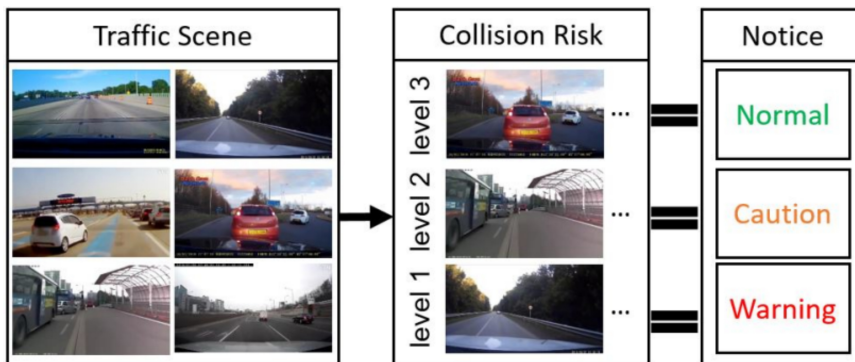 Traffic Scene
Collision Risk
Notice
level 3
...
Normal
level 2
...
Caution
level 1
...
Warning